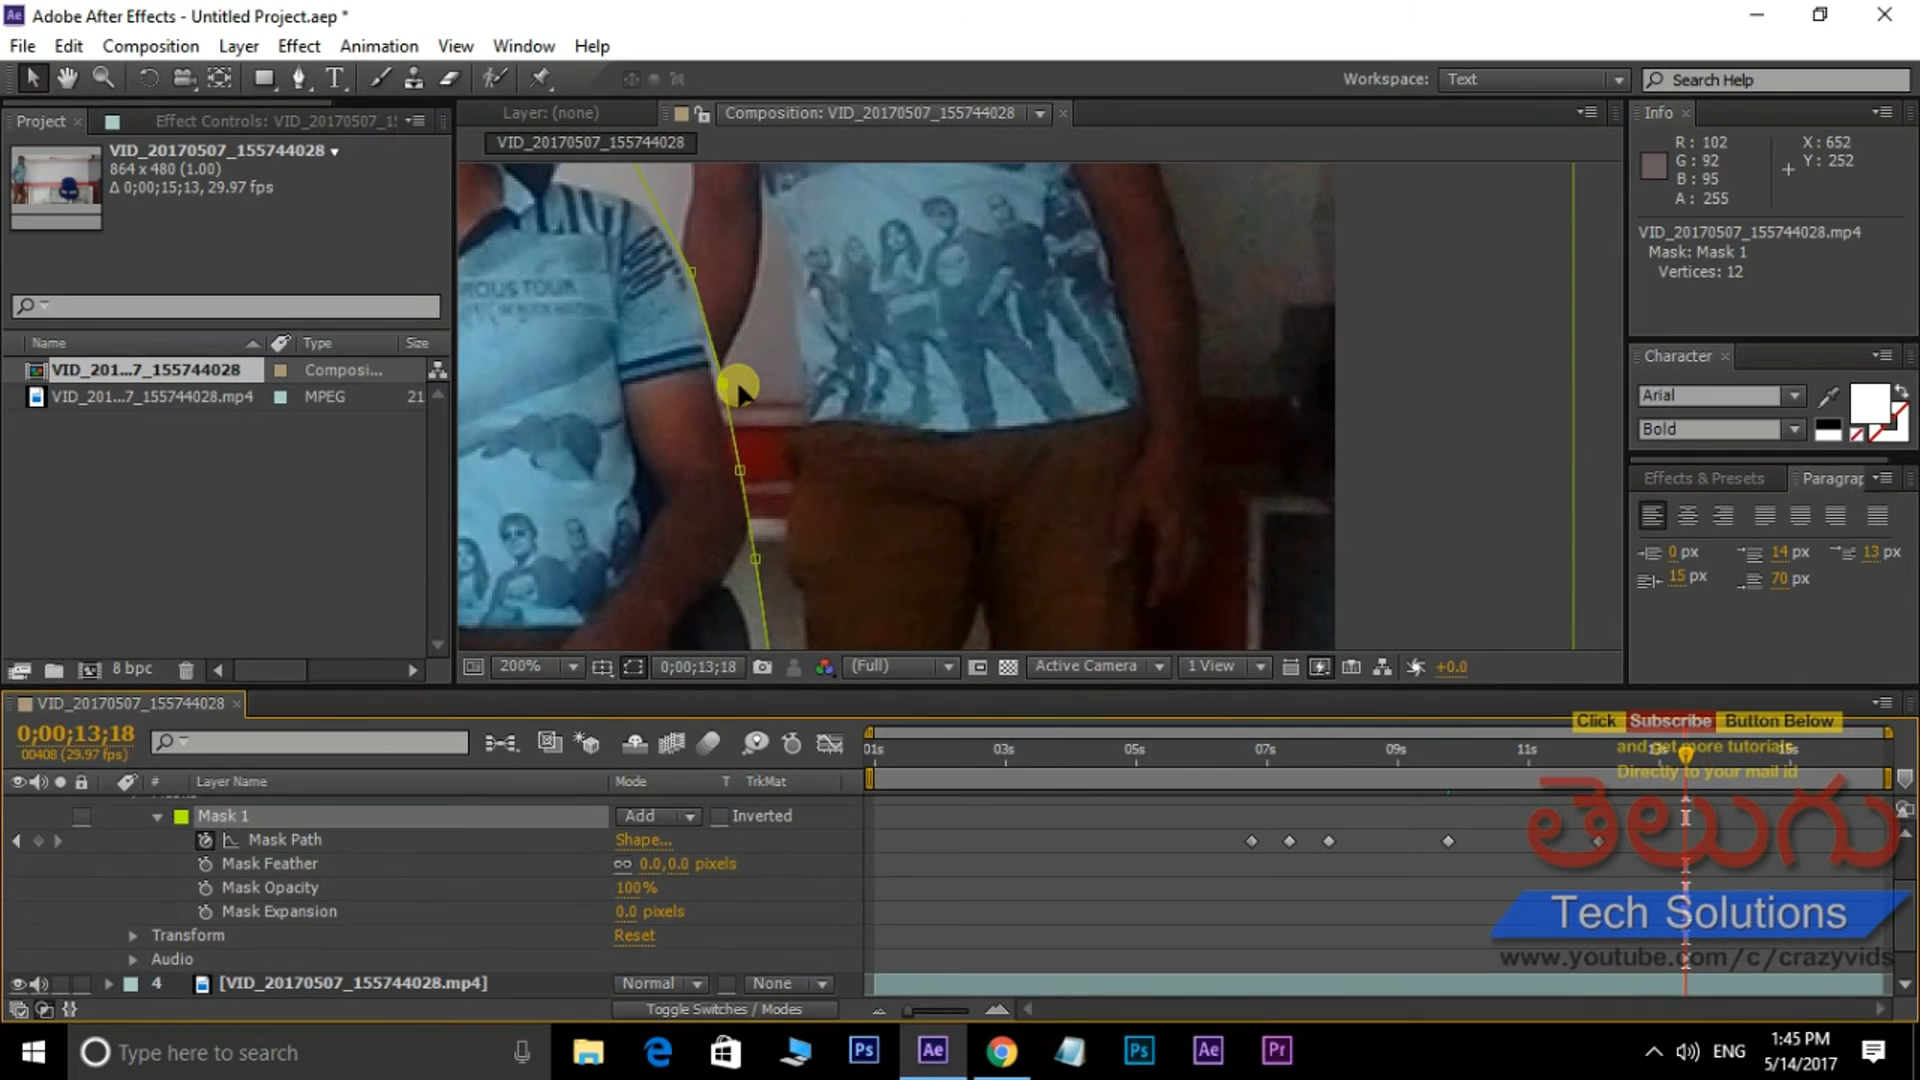 Adobe After Effects - Untitled Project.aep *
File Edit Composition Layer Effect Animation View Window Help
Workspace: Text Search Help
Project Effect Controls: VID_20170507_1
VID_20170507_155744028
864 x 480 (1.00)
Δ 0;00;15;13, 29.97 fps
Name Type Size
VID_201...7_155744028 Composi...
VID_201...7_155744028.mp4 MPEG 21
8 bpc
Layer: (none) Composition: VID_20170507_155744028
VID_20170507_155744028
200% 0;00;13;18 (Full) Active Camera 1 View +0.0
Info
R: 102 X: 652
G: 92 Y: 252
B: 95
A: 255
VID_20170507_155744028.mp4
Mask: Mask 1
Vertices: 12
Character
Arial
Bold
Effects & Presets Paragrap
0 px 14 px 13 px
15 px 70 px
VID_20170507_155744028
0;00;13;18
00408 (29.97 fps)
01s 03s 05s 07s 09s 11s 13s 15s
# Layer Name Mode T TrkMat
Mask 1 Add Inverted
Mask Path Shape...
Mask Feather 0.0,0.0 pixels
Mask Opacity 100%
Mask Expansion 0.0 pixels
Transform Reset
Audio
4 [VID_20170507_155744028.mp4] Normal None
Toggle Switches / Modes
Click Subscribe Button Below
and get more tutorials
Directly to your mail id
తెలుగు
Tech Solutions
www.youtube.com/c/crazyvids
Type here to search
Ps Ae Ps Ae Pr
ENG
1:45 PM
5/14/2017